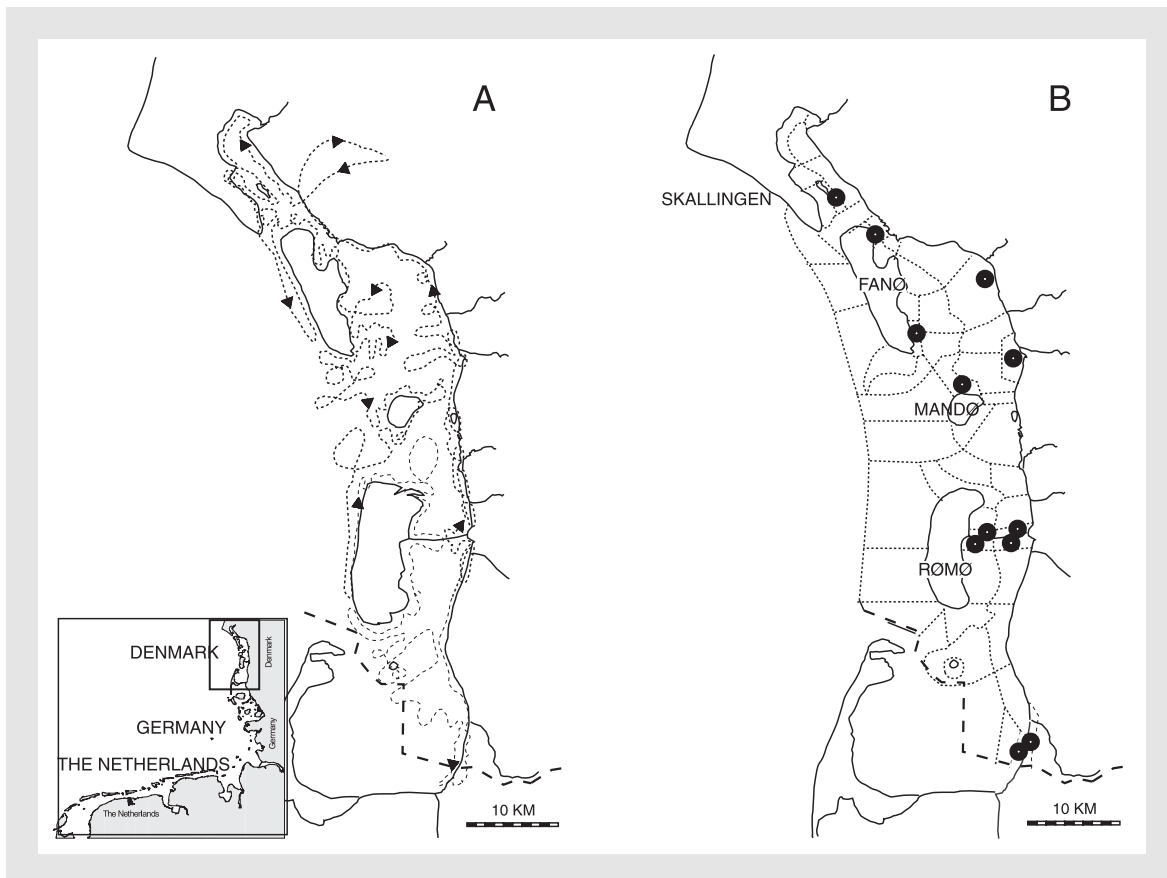 A
B
SKALLINGEN
FANØ
MANDØ
RØMØ
DENMARK
Denmark
GERMANY
Germany
THE NETHERLANDS
The Netherlands
10 KM
10 KM